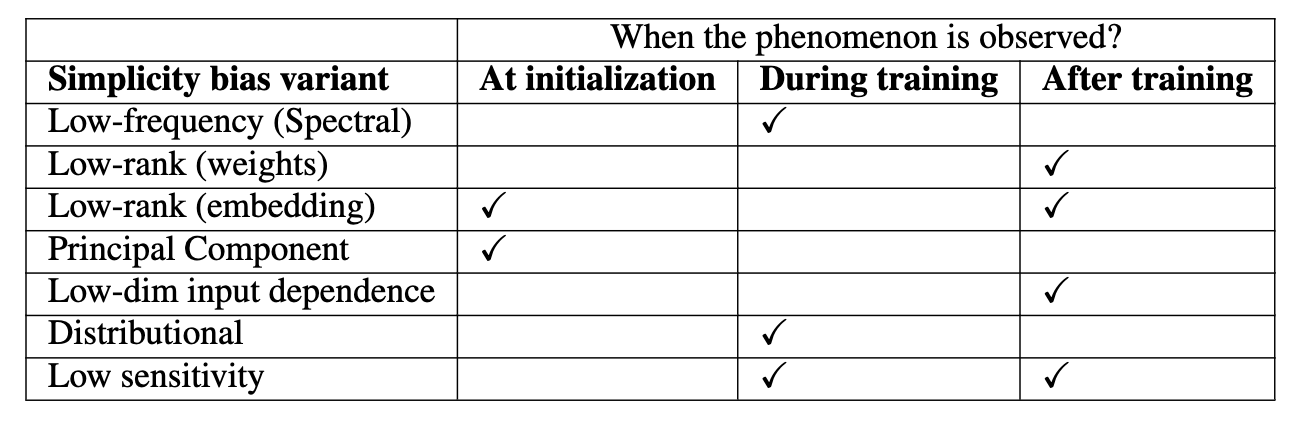 When the phenomenon is observed?
Simplicity bias variant At initialization During training After training
Low-frequency (Spectral) ✓
Low-rank (weights) ✓
Low-rank (embedding) ✓ ✓
Principal Component ✓
Low-dim input dependence ✓
Distributional ✓
Low sensitivity ✓ ✓